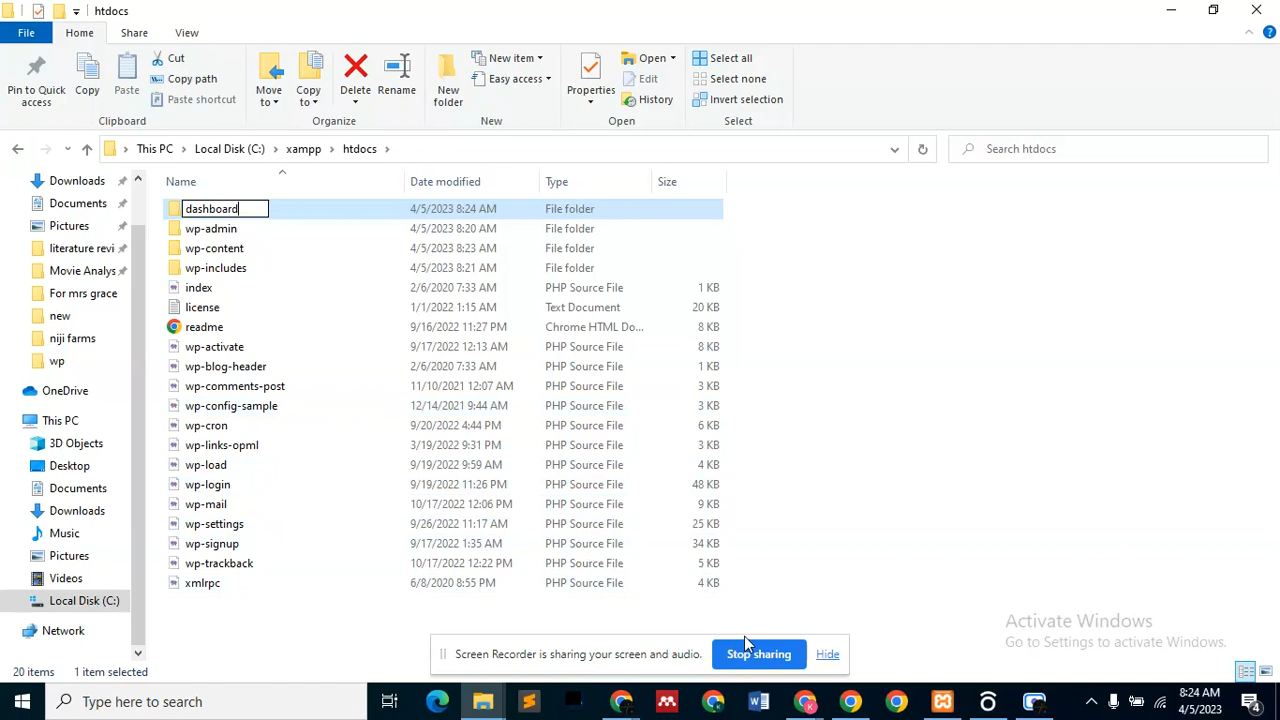 htdocs
File Home Share View
Pin to Quick access
Copy
Paste
Cut
Copy path
Paste shortcut
Move to
Copy to
Delete
Rename
New folder
New item
Easy access
Properties
Open
Edit
History
Select all
Select none
Invert selection
Clipboard Organize New Open Select
This PC Local Disk (C:) xampp htdocs Search htdocs
Name Date modified Type Size
dashboard 4/5/2023 8:24 AM File folder
wp-admin 4/5/2023 8:20 AM File folder
wp-content 4/5/2023 8:23 AM File folder
wp-includes 4/5/2023 8:21 AM File folder
index 2/6/2020 7:33 AM PHP Source File 1 KB
license 1/1/2022 1:15 AM Text Document 20 KB
readme 9/16/2022 11:27 PM Chrome HTML Do... 8 KB
wp-activate 9/17/2022 12:13 AM PHP Source File 8 KB
wp-blog-header 2/6/2020 7:33 AM PHP Source File 1 KB
wp-comments-post 11/10/2021 12:07 AM PHP Source File 3 KB
wp-config-sample 12/14/2021 9:44 AM PHP Source File 3 KB
wp-cron 9/20/2022 4:44 PM PHP Source File 6 KB
wp-links-opml 3/19/2022 9:31 PM PHP Source File 3 KB
wp-load 9/19/2022 9:59 AM PHP Source File 4 KB
wp-login 9/19/2022 11:26 PM PHP Source File 48 KB
wp-mail 10/17/2022 12:06 PM PHP Source File 9 KB
wp-settings 9/26/2022 11:17 AM PHP Source File 25 KB
wp-signup 9/17/2022 1:35 AM PHP Source File 34 KB
wp-trackback 10/17/2022 12:22 PM PHP Source File 5 KB
xmlrpc 6/8/2020 8:55 PM PHP Source File 4 KB
Downloads
Documents
Pictures
literature revi
Movie Analys
For mrs grace
new
niji farms
wp
OneDrive
This PC
3D Objects
Desktop
Documents
Downloads
Music
Pictures
Videos
Local Disk (C:)
Network
Activate Windows
Go to Settings to activate Windows.
Screen Recorder is sharing your screen and audio. Stop sharing Hide
20 items 1 item selected
Type here to search
8:24 AM
4/5/2023
4